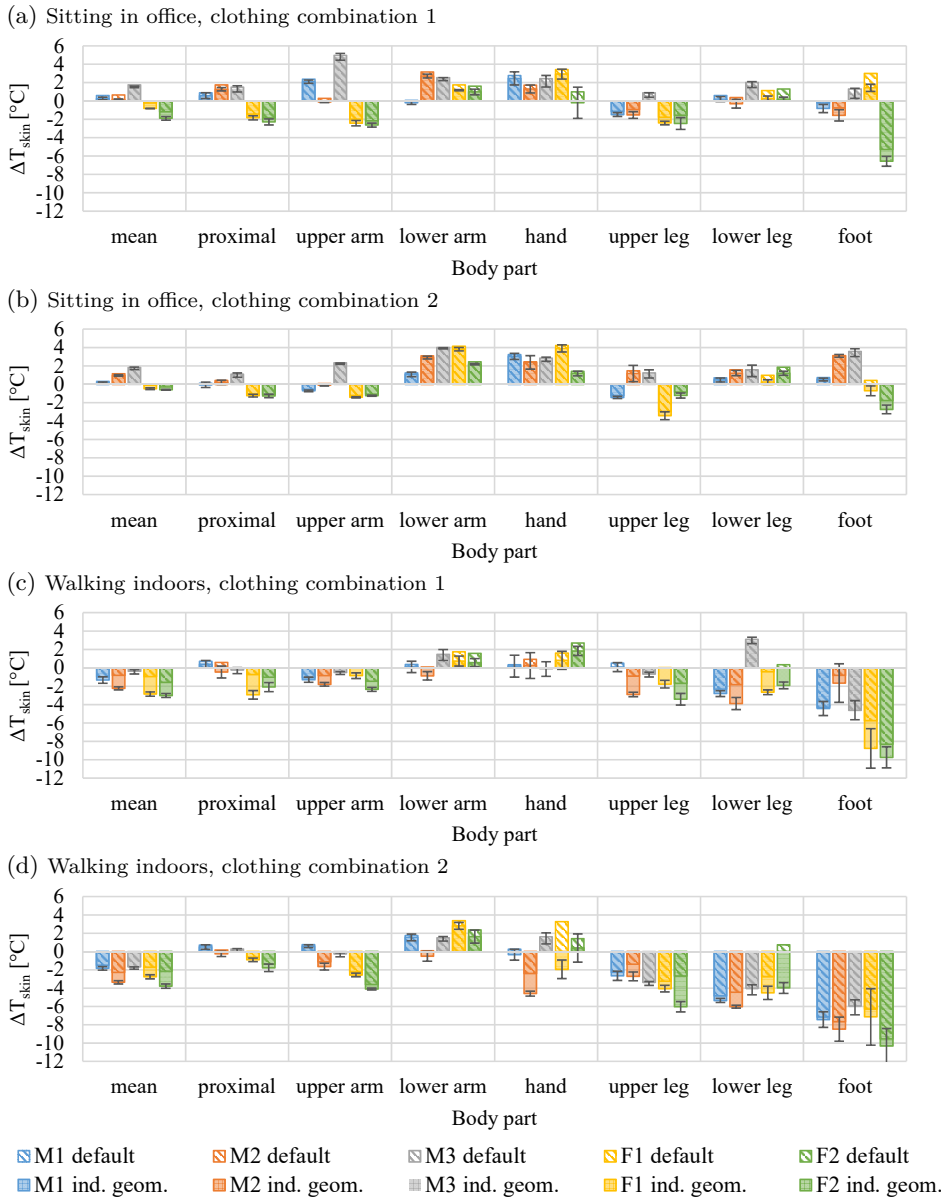 (a) Sitting in office, clothing combination 1
6
4
2
0
-2
-4
-6
-8
-10
-12
ΔT_skin [°C]
mean proximal upper arm lower arm hand upper leg lower leg foot
Body part
(b) Sitting in office, clothing combination 2
6
4
2
0
-2
-4
-6
-8
-10
-12
ΔT_skin [°C]
mean proximal upper arm lower arm hand upper leg lower leg foot
Body part
(c) Walking indoors, clothing combination 1
6
4
2
0
-2
-4
-6
-8
-10
-12
ΔT_skin [°C]
mean proximal upper arm lower arm hand upper leg lower leg foot
Body part
(d) Walking indoors, clothing combination 2
6
4
2
0
-2
-4
-6
-8
-10
-12
ΔT_skin [°C]
mean proximal upper arm lower arm hand upper leg lower leg foot
Body part
M1 default M2 default M3 default F1 default F2 default
M1 ind. geom. M2 ind. geom. M3 ind. geom. F1 ind. geom. F2 ind. geom.